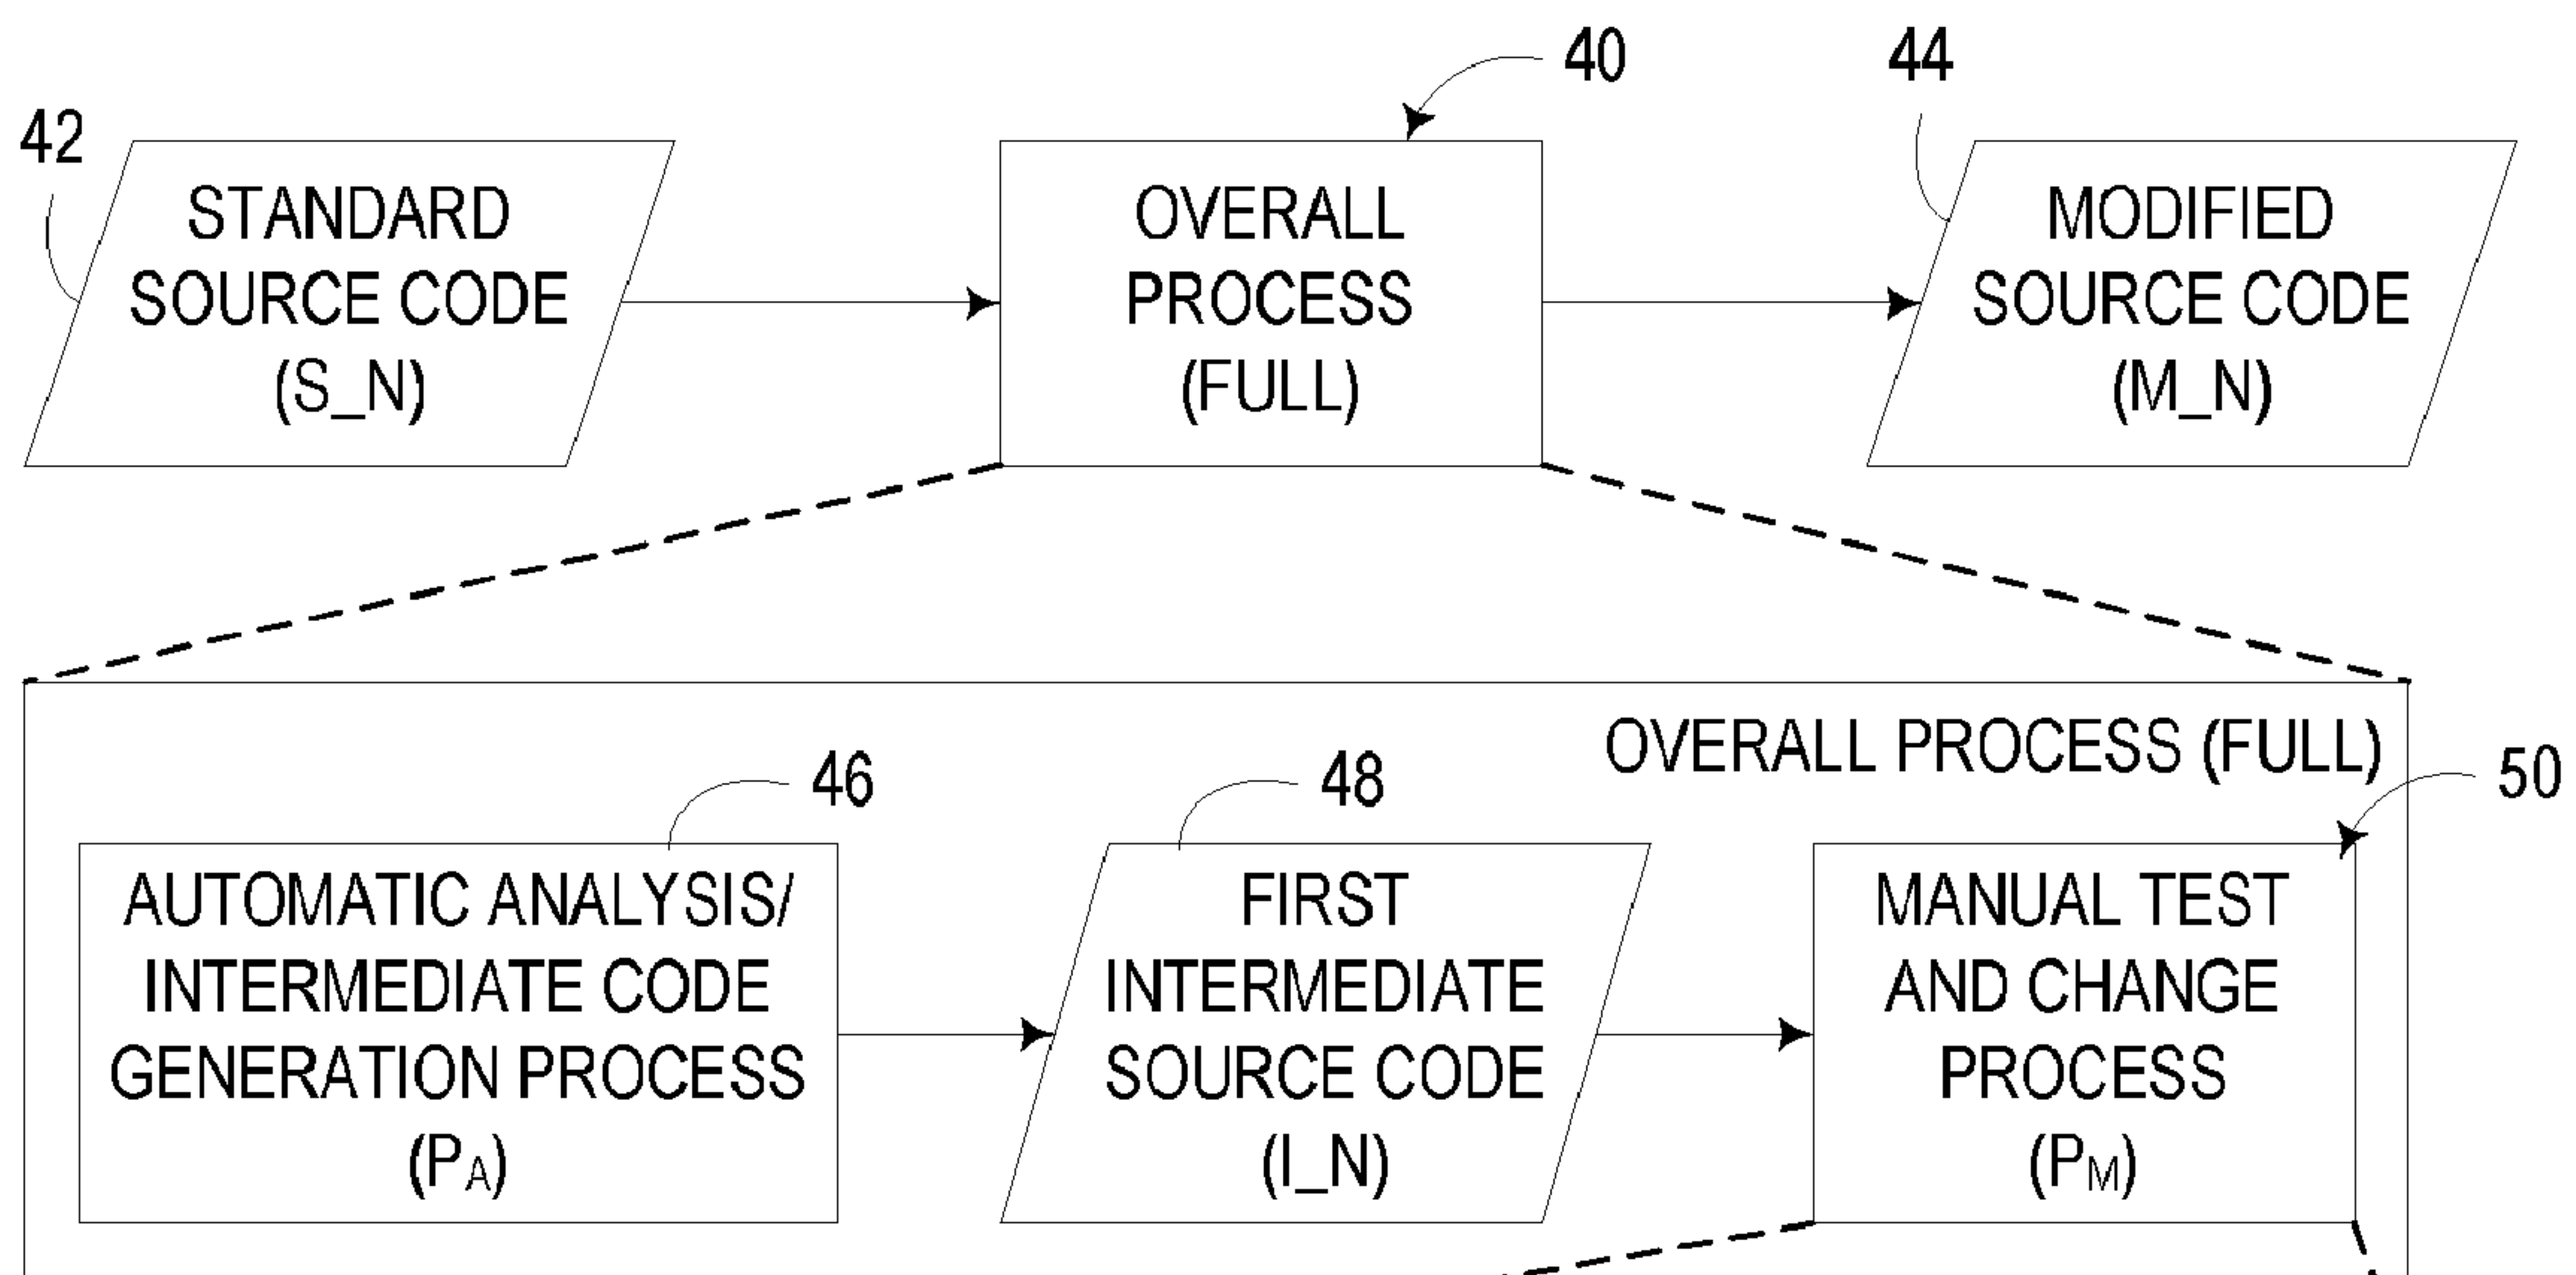 40
44
42
STANDARD
SOURCE CODE
(S_N)
OVERALL
PROCESS
(FULL)
MODIFIED
SOURCE CODE
(M_N)
OVERALL PROCESS (FULL)
46
48
50
AUTOMATIC ANALYSIS/
INTERMEDIATE CODE
GENERATION PROCESS
(PA)
FIRST
INTERMEDIATE
SOURCE CODE
(I_N)
MANUAL TEST
AND CHANGE
PROCESS
(PM)